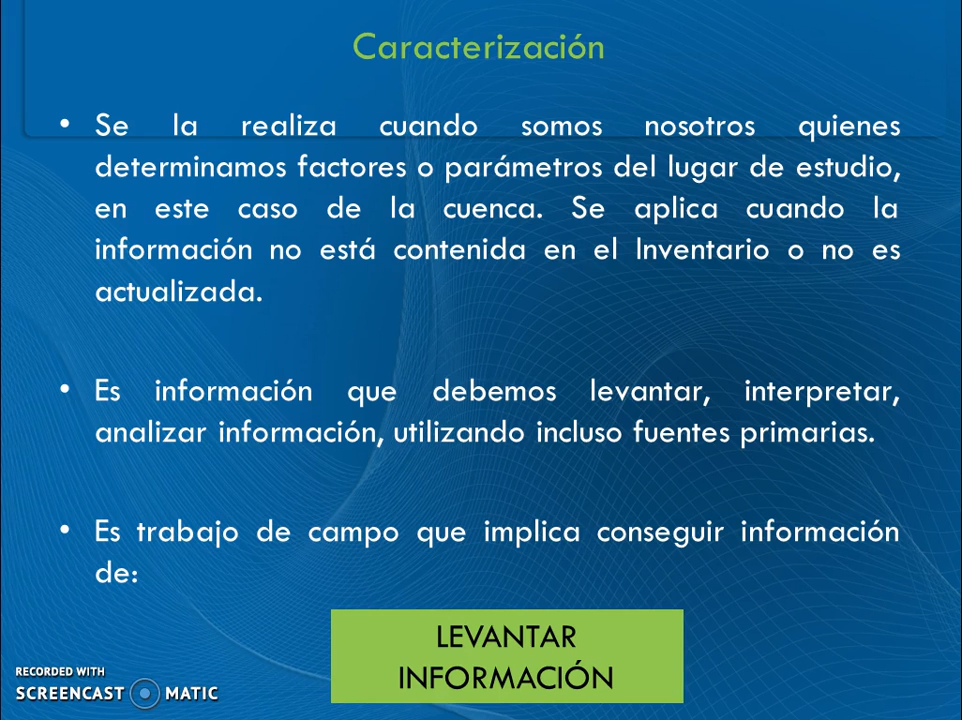 Caracterización
• Se la realiza cuando somos nosotros quienes
determinamos factores o parámetros del lugar de estudio,
en este caso de la cuenca. Se aplica cuando la
información no está contenida en el Inventario o no es
actualizada.
• Es información que debemos levantar, interpretar,
analizar información, utilizando incluso fuentes primarias.
• Es trabajo de campo que implica conseguir información
de:
LEVANTAR
INFORMACIÓN
RECORDED WITH
SCREENCAST MATIC